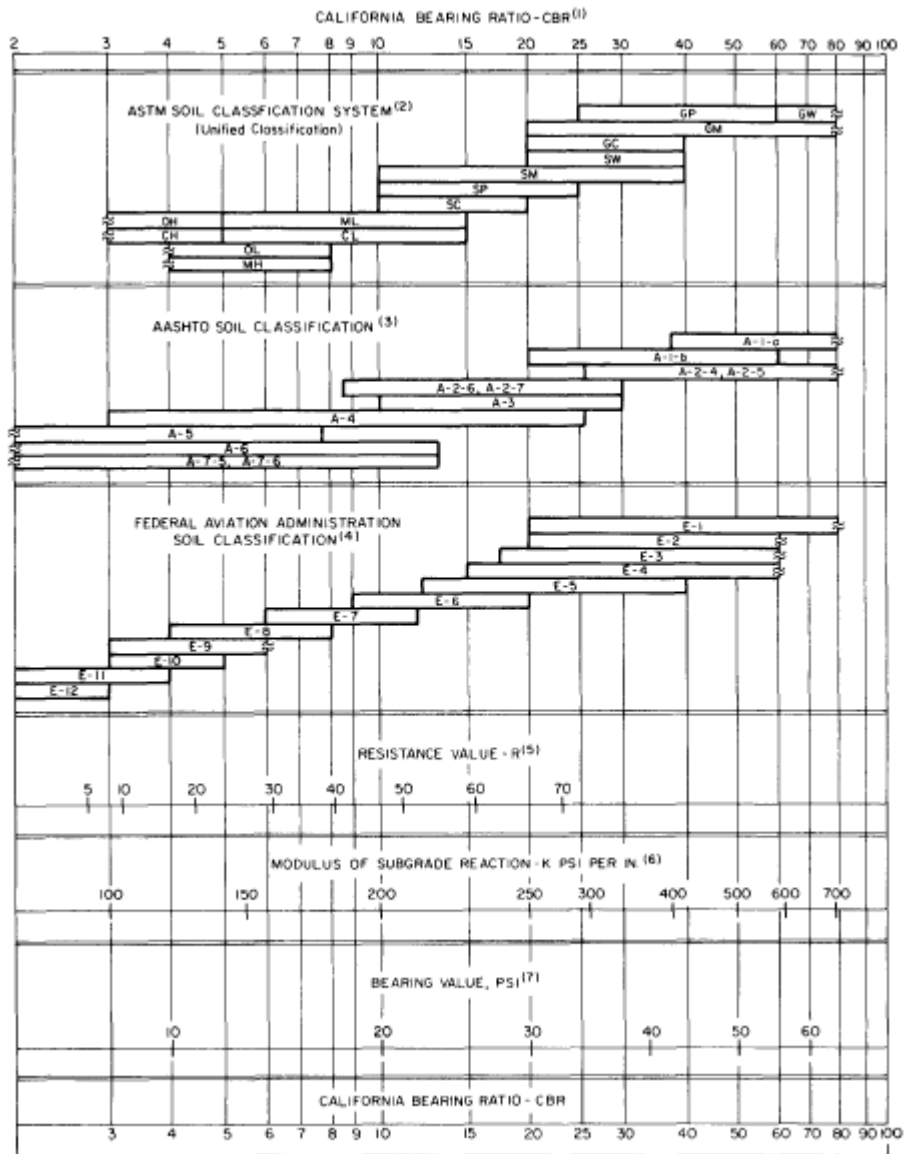 CALIFORNIA BEARING RATIO-CBR(1)
2 3 4 5 6 7 8 9 10 15 20 25 30 40 50 60 80 90 100
ASTM SOIL CLASSFICATION SYSTEM(2)
(Unified Classification)
GP GW
GM
GC
SW
SM
SP
SC
OH ML
CH CL
OL
MH
AASHTO SOIL CLASSIFICATION(3)
A-1-a
A-1-b
A-2-4, A-2-5
A-2-6, A-2-7
A-3
A-4
A-5
A-6
A-7-5, A-7-6
FEDERAL AVIATION ADMINISTRATION
SOIL CLASSIFICATION(4)
E-1
E-2
E-3
E-4
E-5
E-6
E-7
E-8
E-9
E-10
E-11
E-12
RESISTANCE VALUE-R(5)
5 10 20 30 40 50 60 70
MODULUS OF SUBGRADE REACTION-K PSI PER IN.(6)
100 150 200 250 300 400 500 600 700
BEARING VALUE, PSI(7)
10 20 30 40 50 60
CALIFORNIA BEARING RATIO-CBR
3 4 5 6 7 8 9 10 15 20 25 30 40 50 60 80 90 100